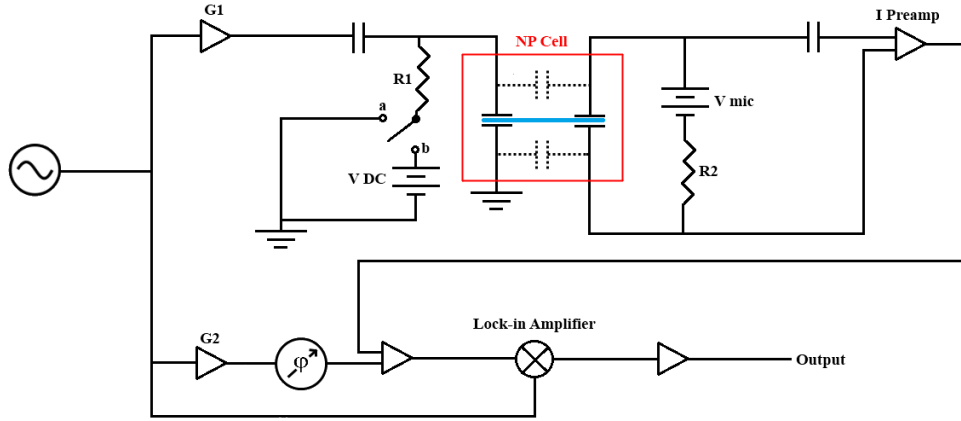 G1
I Preamp
NP Cell
R1
a
V mic
b
V DC
R2
Lock-in Amplifier
G2
φ
Output